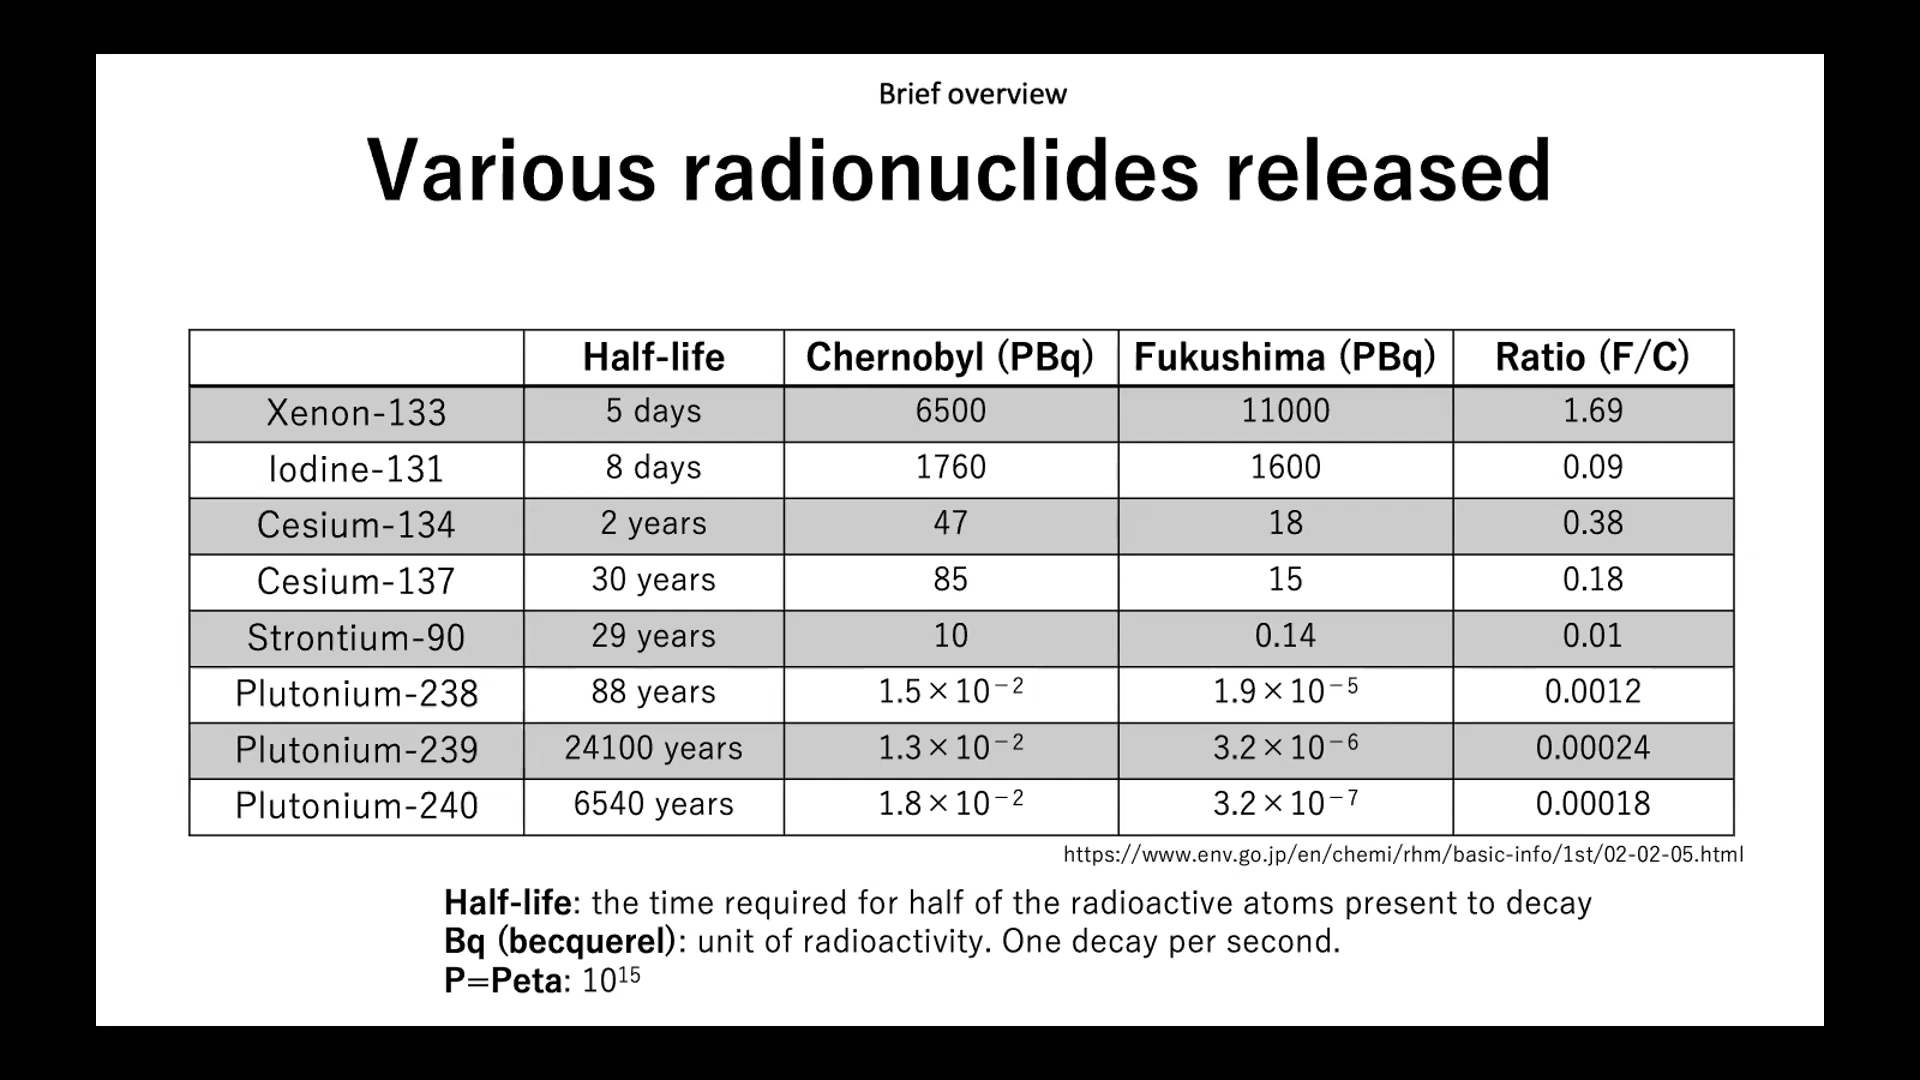 Brief overview
Various radionuclides released
Half-life Chernobyl (PBq) Fukushima (PBq) Ratio (F/C)
Xenon-133 5 days 6500 11000 1.69
Iodine-131 8 days 1760 1600 0.09
Cesium-134 2 years 47 18 0.38
Cesium-137 30 years 85 15 0.18
Strontium-90 29 years 10 0.14 0.01
Plutonium-238 88 years 1.5×10⁻² 1.9×10⁻⁵ 0.0012
Plutonium-239 24100 years 1.3×10⁻² 3.2×10⁻⁶ 0.00024
Plutonium-240 6540 years 1.8×10⁻² 3.2×10⁻⁷ 0.00018
https://www.env.go.jp/en/chemi/rhm/basic-info/1st/02-02-05.html
Half-life: the time required for half of the radioactive atoms present to decay
Bq (becquerel): unit of radioactivity. One decay per second.
P=Peta: 10¹⁵